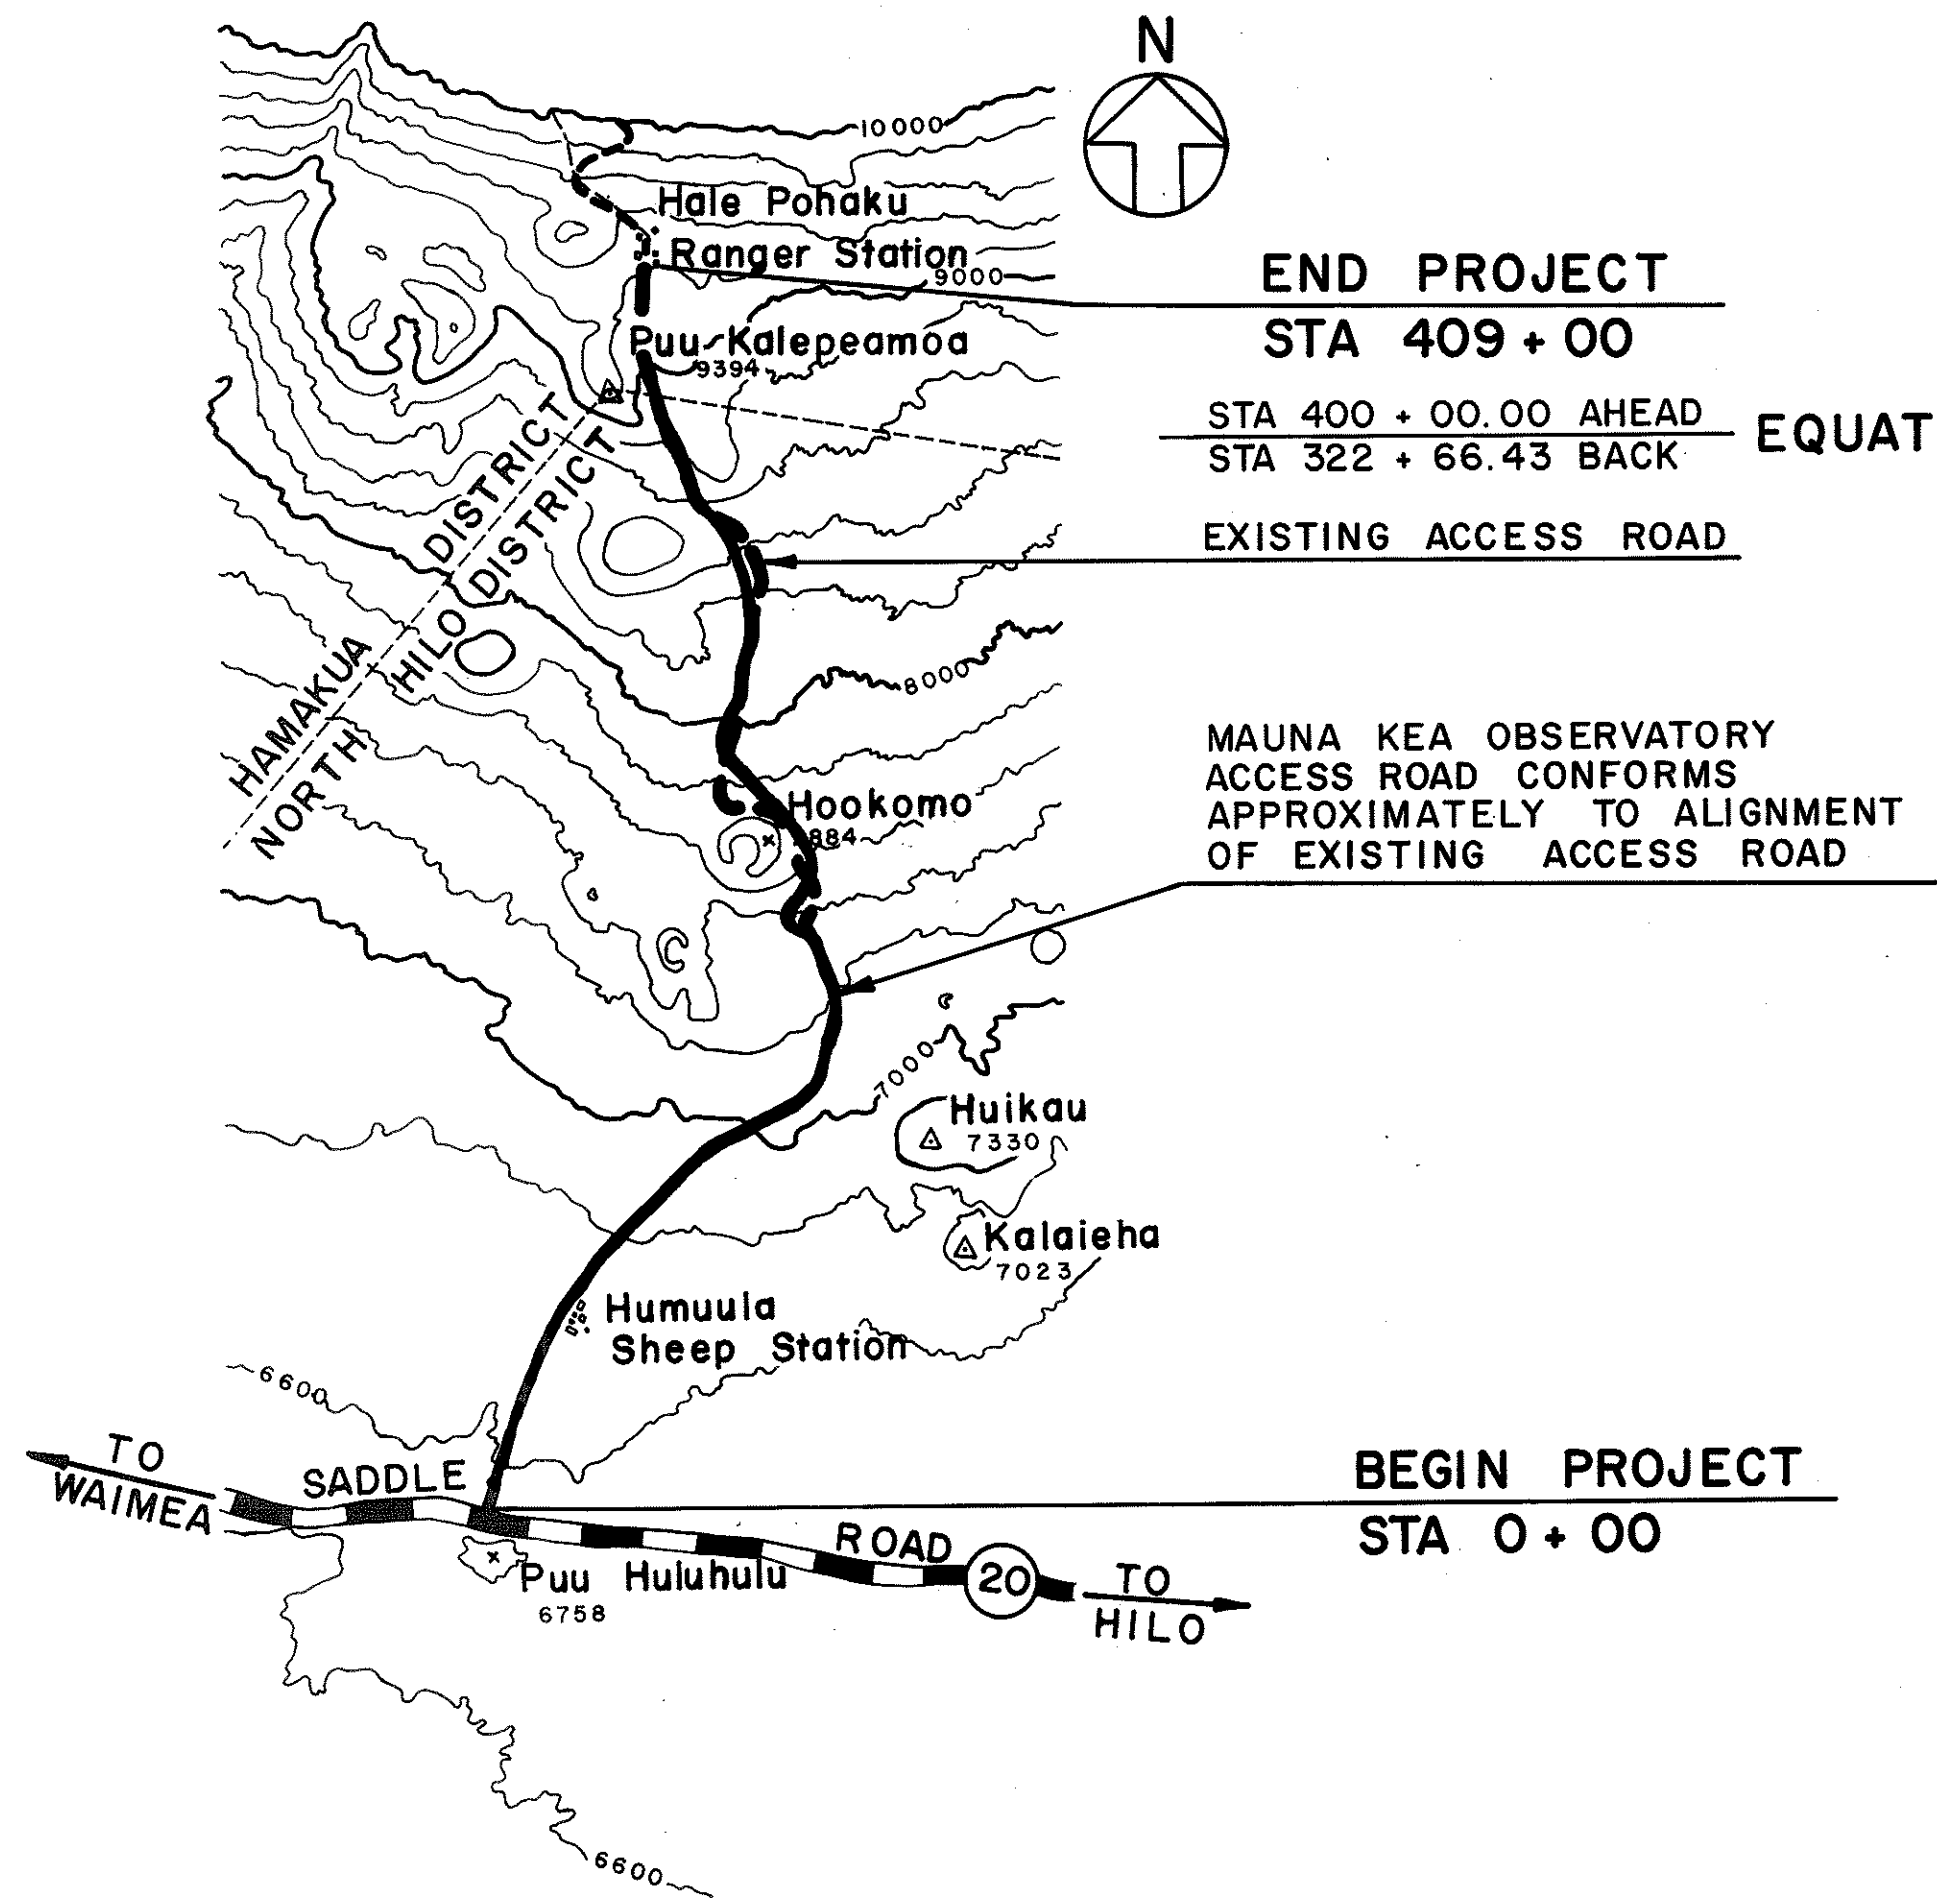 N
10000
Hale Pohaku
Ranger Station
9000
END PROJECT
STA 409 + 00
Puu Kalepeamoa
9394
STA 400 + 00.00 AHEAD
STA 322 + 66.43 BACK
EQUAT
HAMAKUA DISTRICT
NORTH HILO DISTRICT
EXISTING ACCESS ROAD
8000
MAUNA KEA OBSERVATORY
ACCESS ROAD CONFORMS
APPROXIMATELY TO ALIGNMENT
OF EXISTING ACCESS ROAD
Hookomo
884
7000
Huikau
7330
Kalaieha
7023
Humuula
Sheep Station
6600
TO
WAIMEA
SADDLE ROAD
20
TO
HILO
BEGIN PROJECT
STA 0 + 00
Puu Huluhulu
6758
6600